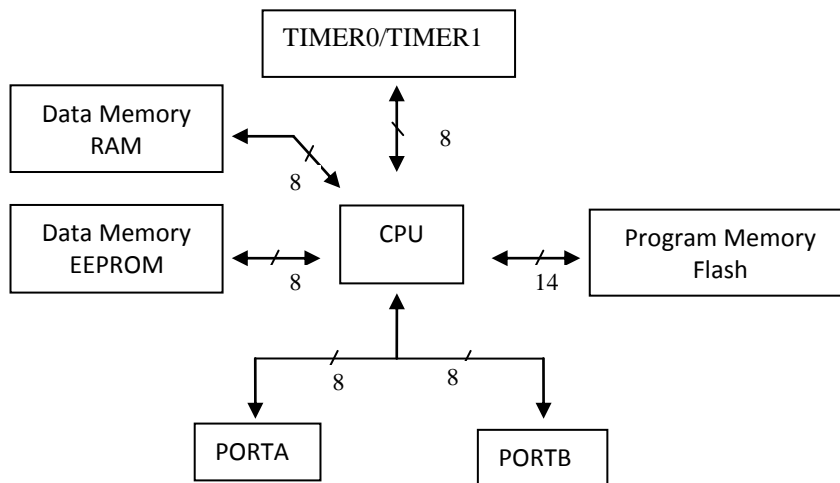 TIMER0/TIMER1
Data Memory
RAM
8
8
Data Memory
EEPROM
8
CPU
14
Program Memory
Flash
8
8
PORTA
PORTB